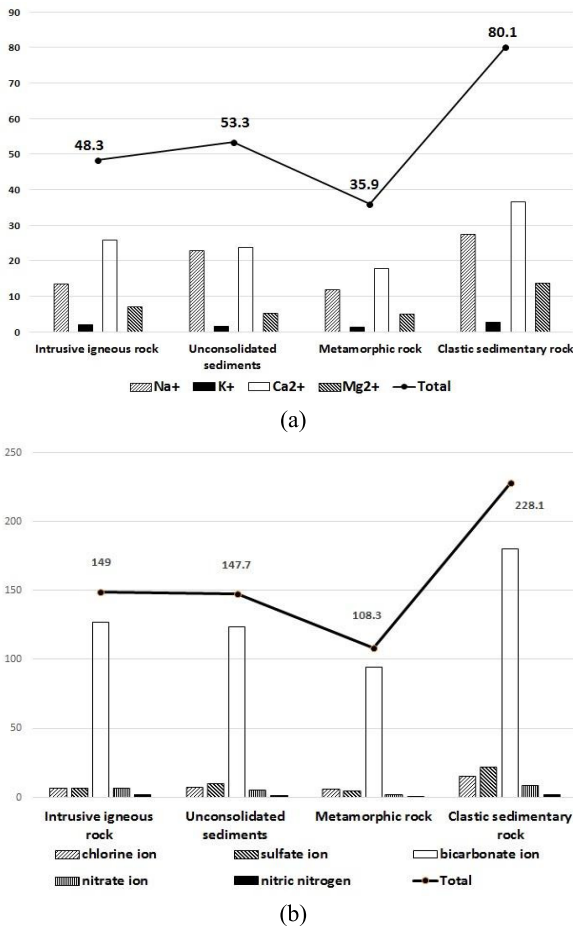 90
80
70
60
50
40
30
20
10
0
48.3
53.3
35.9
80.1
Intrusive igneous rock
Unconsolidated
sediments
Metamorphic rock
Clastic sedimentary rock
Na+ K+ Ca2+ Mg2+ Total
(a)
250
200
150
100
50
0
149
147.7
108.3
228.1
Intrusive igneous
rock
Unconsolidated
sediments
Metamorphic rock
Clastic sedimentary
rock
chlorine ion sulfate ion bicarbonate ion
nitrate ion nitric nitrogen Total
(b)